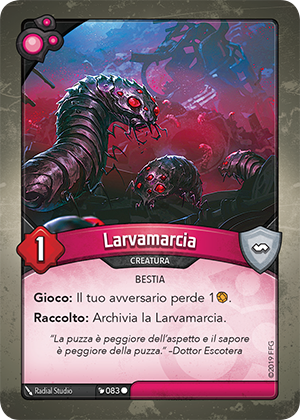 Larvamarcia
1
CREATURA
BESTIA
Gioco: Il tuo avversario perde 1.
Raccolto: Archivia la Larvamarcia.
"La puzza è peggiore dell'aspetto e il sapore
è peggiore della puzza." -Dottor Escotera
©2019 FFG
Radial Studio
083